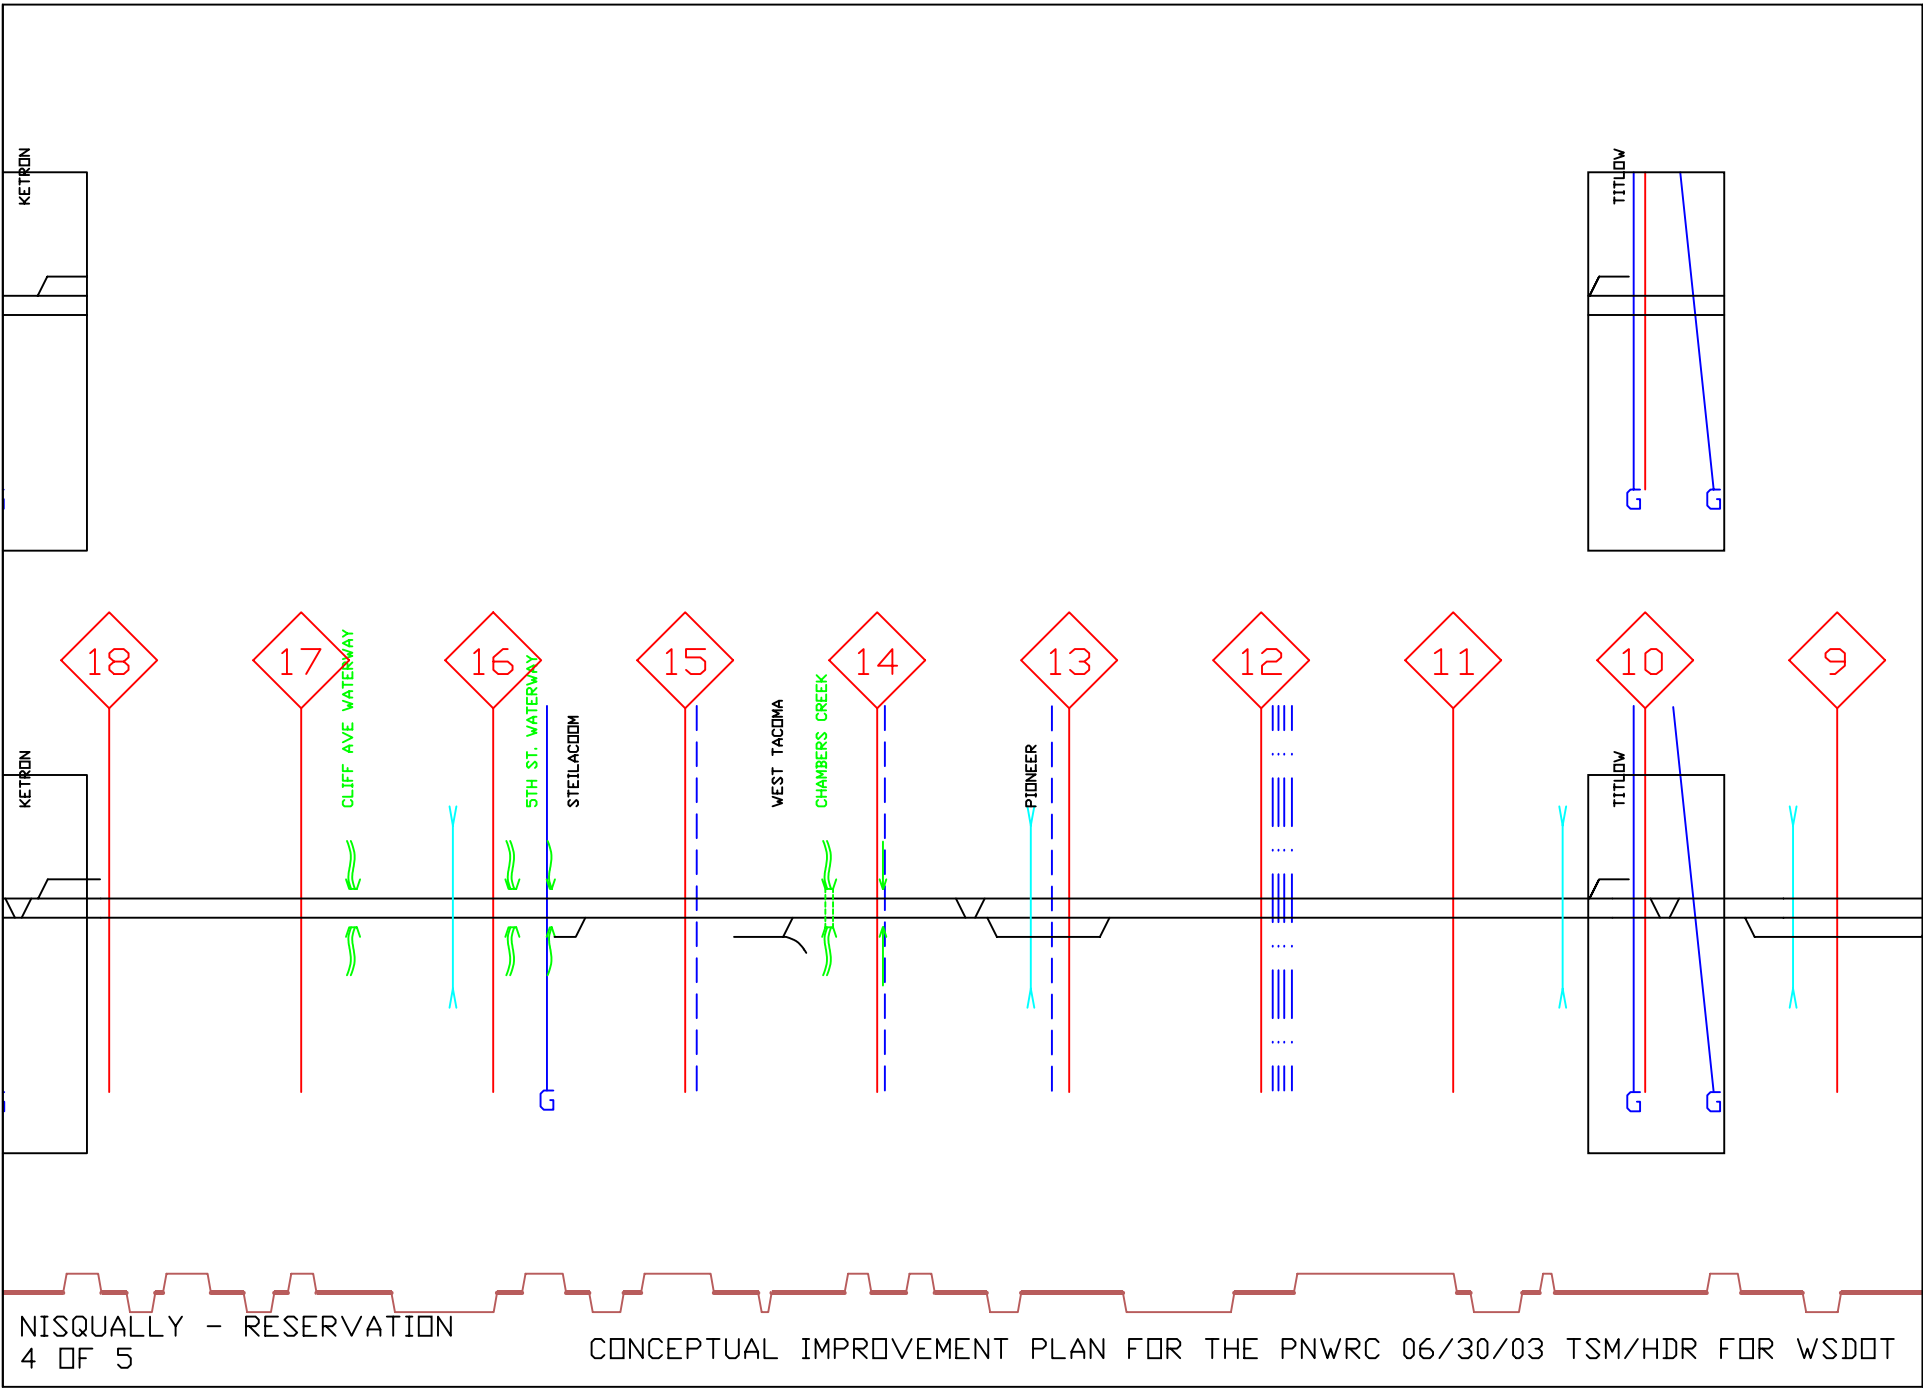 KETRON
TITLOW
G
G
18
17
16
15
14
13
12
11
10
9
KETRON
CLIFF AVE WATERWAY
5TH ST. WATERWAY
STEILACOOM
WEST TACOMA
CHAMBERS CREEK
PIONEER
TITLOW
G
G
G
NISQUALLY - RESERVATION
4 OF 5
CONCEPTUAL IMPROVEMENT PLAN FOR THE PNWRC 06/30/03 TSM/HDR FOR WSDOT